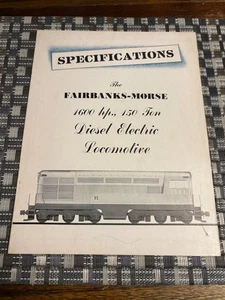 SPECIFICATIONS
The
FAIRBANKS-MORSE
1600 hp., 150 Ton
Diesel Electric
Locomotive